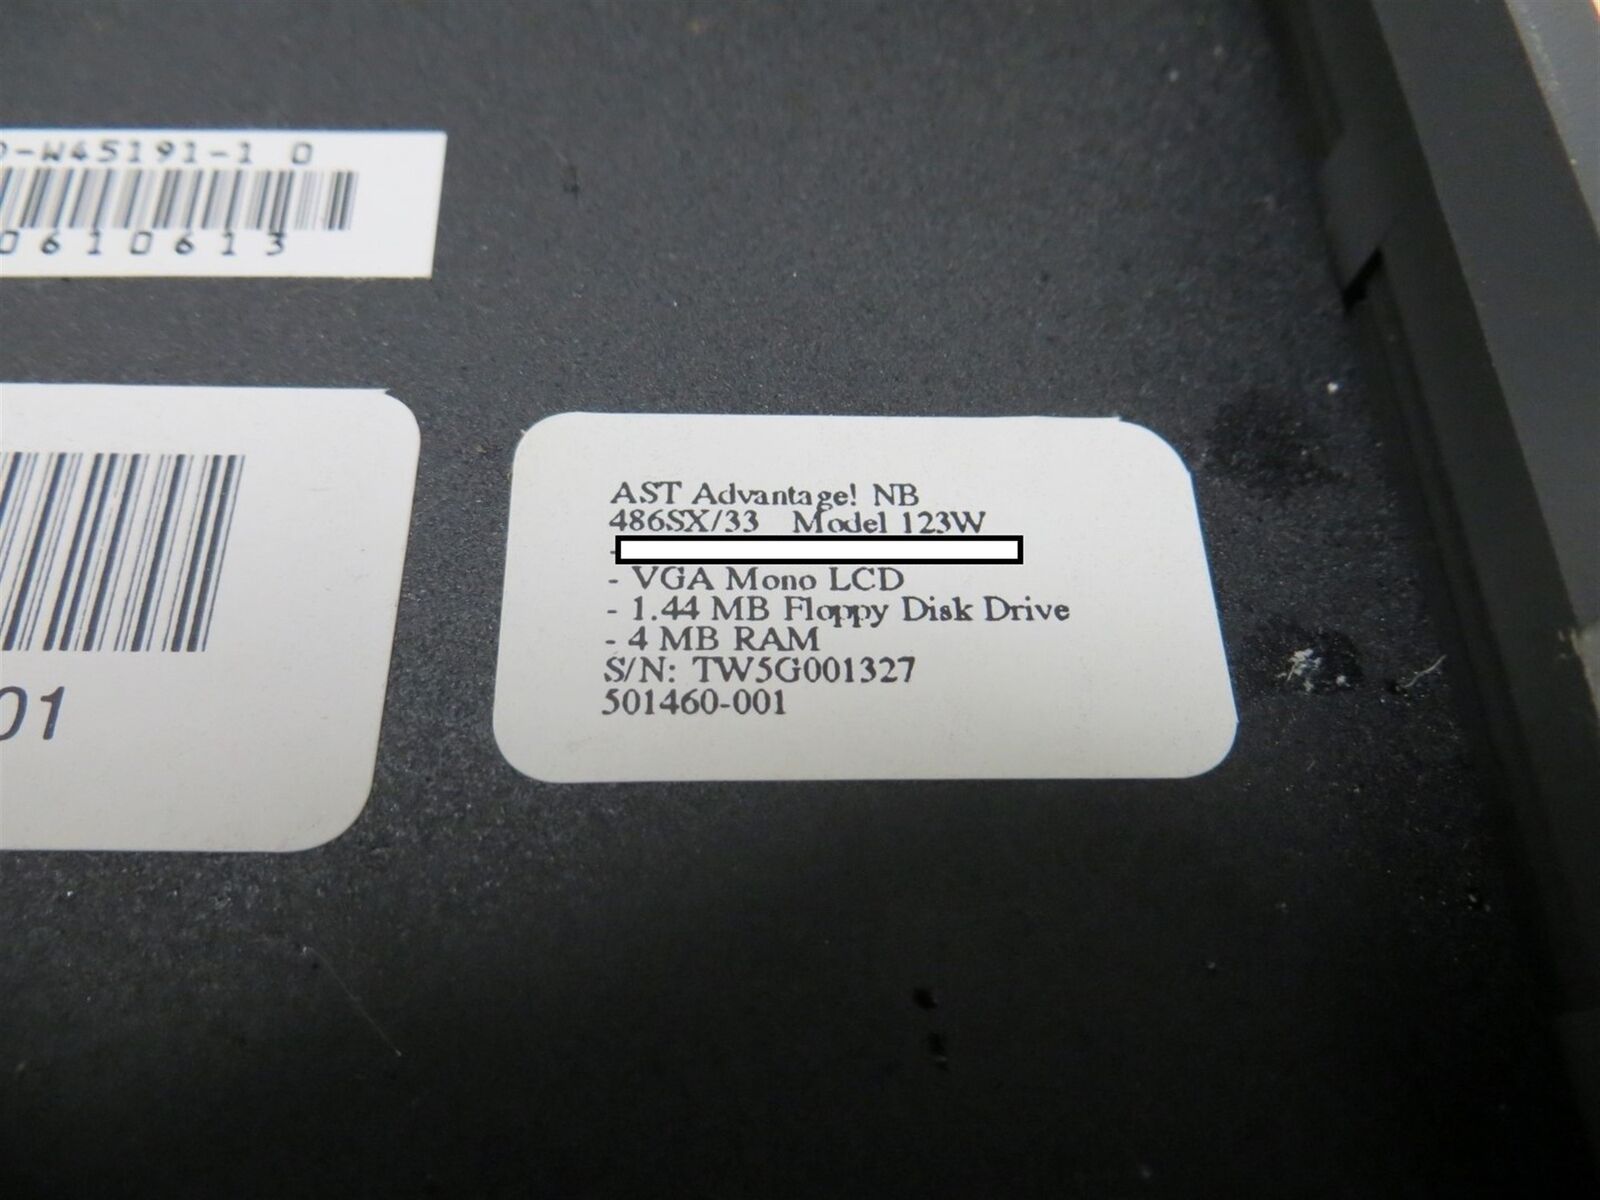 -W45191-1 0
0610613
01
AST Advantage! NB
486SX/33 Model 123W
-
- VGA Mono LCD
- 1.44 MB Floppy Disk Drive
- 4 MB RAM
S/N: TW5G001327
501460-001